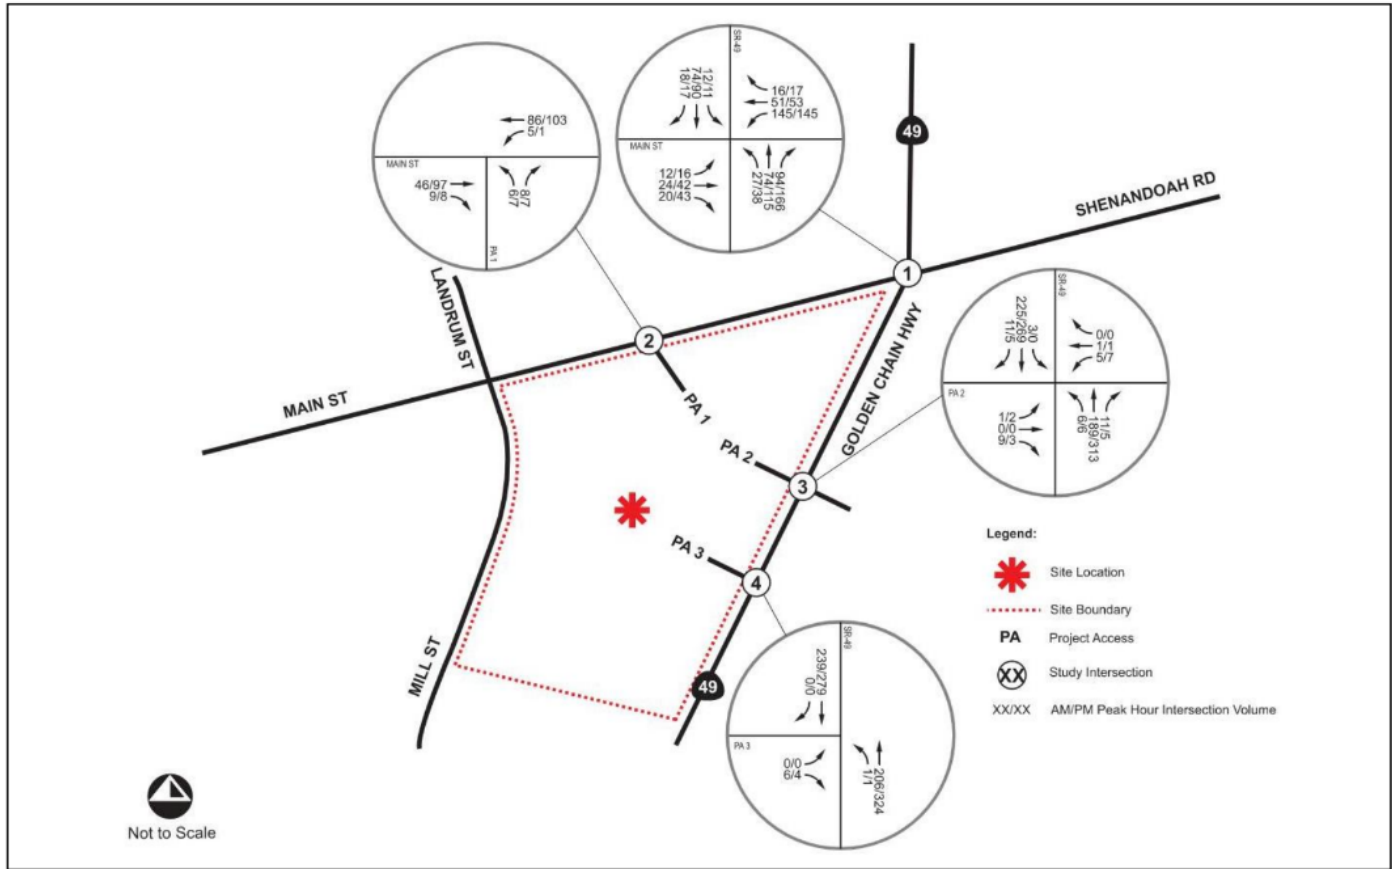 86/103
5/1
MAIN ST
46/97
9/8
6/7
8/7
PA 1
SR-49
18/17
74/90
12/11
16/17
51/53
145/145
MAIN ST
12/16
24/42
20/43
27/38
74/115
94/166
49
SHENANDOAH RD
1
LANDRUM ST
2
MAIN ST
PA 1
GOLDEN CHAIN HWY
PA 2
3
SR-49
11/5
225/269
3/0
0/0
1/1
5/7
PA 2
1/2
0/0
9/3
6/6
189/313
11/5
PA 3
4
MILL ST
49
SR-49
0/0
239/279
PA 3
0/0
6/4
1/1
206/324
Legend:
Site Location
Site Boundary
PA Project Access
XX Study Intersection
XX/XX AM/PM Peak Hour Intersection Volume
Not to Scale